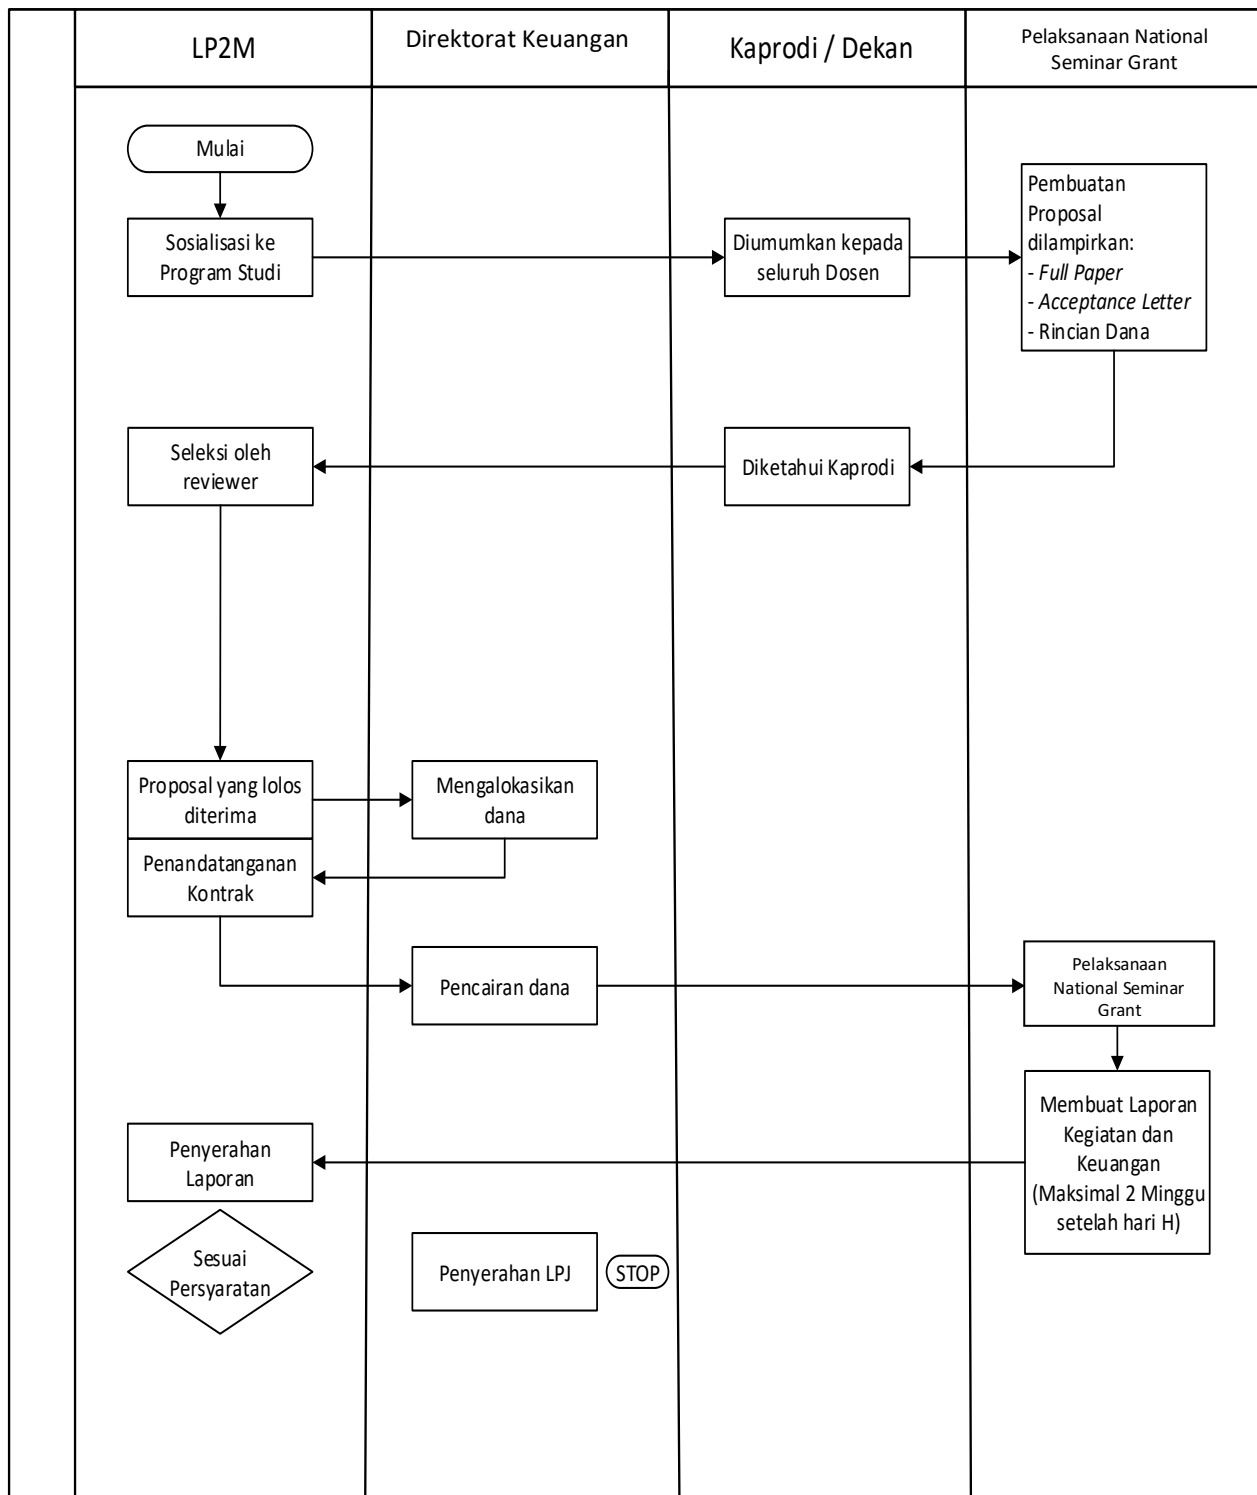 LP2M
Direktorat Keuangan
Kaprodi / Dekan
Pelaksanaan National
Seminar Grant
Mulai
Sosialisasi ke
Program Studi
Diumumkan kepada
seluruh Dosen
Pembuatan
Proposal
dilampirkan:
- Full Paper
- Acceptance Letter
- Rincian Dana
Seleksi oleh
reviewer
Diketahui Kaprodi
Proposal yang lolos
diterima
Mengalokasikan
dana
Penandatanganan
Kontrak
Pencairan dana
Pelaksanaan
National Seminar
Grant
Membuat Laporan
Kegiatan dan
Keuangan
(Maksimal 2 Minggu
setelah hari H)
Penyerahan
Laporan
Sesuai
Persyaratan
Penyerahan LPJ
STOP